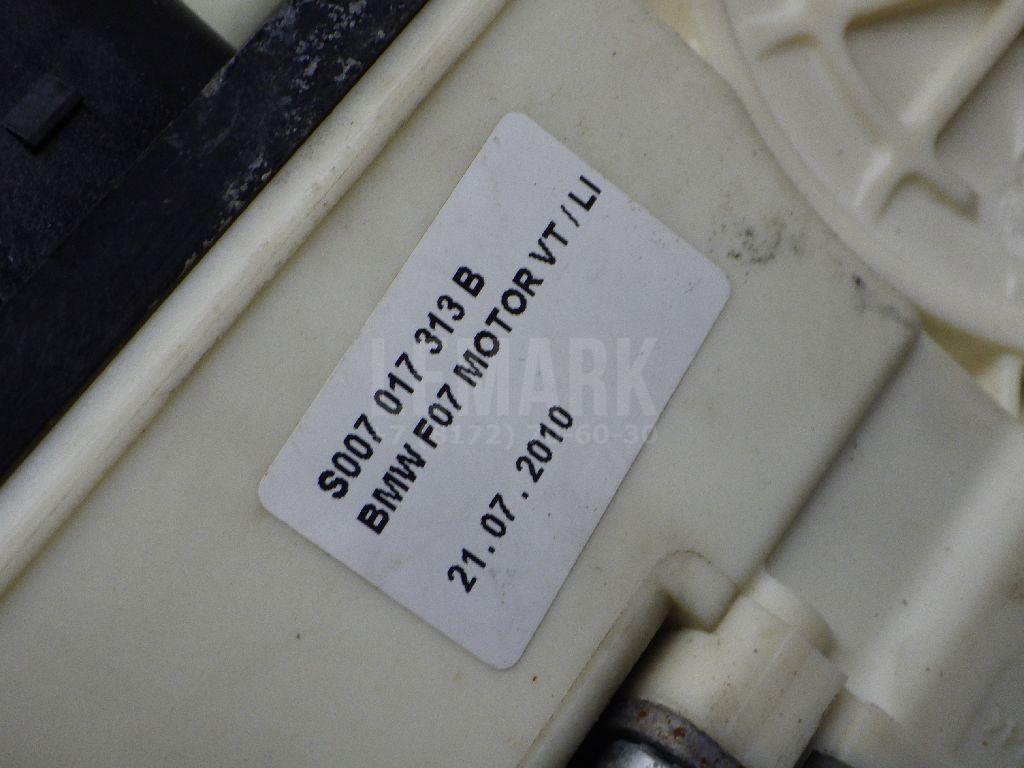 S007 017 313 B
BMW F07 MOTOR VT / LI
21. 07. 2010